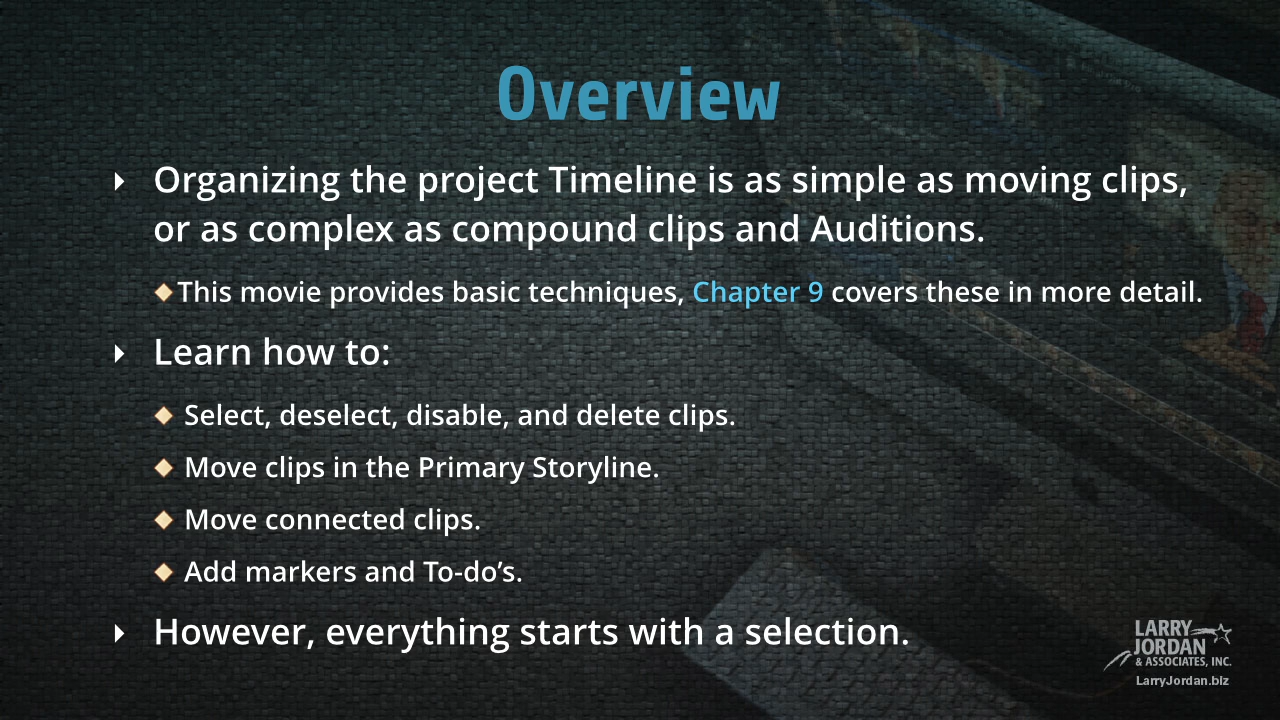 Overview
Organizing the project Timeline is as simple as moving clips,
or as complex as compound clips and Auditions.
This movie provides basic techniques, Chapter 9 covers these in more detail.
Learn how to:
Select, deselect, disable, and delete clips.
Move clips in the Primary Storyline.
Move connected clips.
Add markers and To-do’s.
However, everything starts with a selection.
LARRY
JORDAN
& ASSOCIATES, INC.
LarryJordan.biz